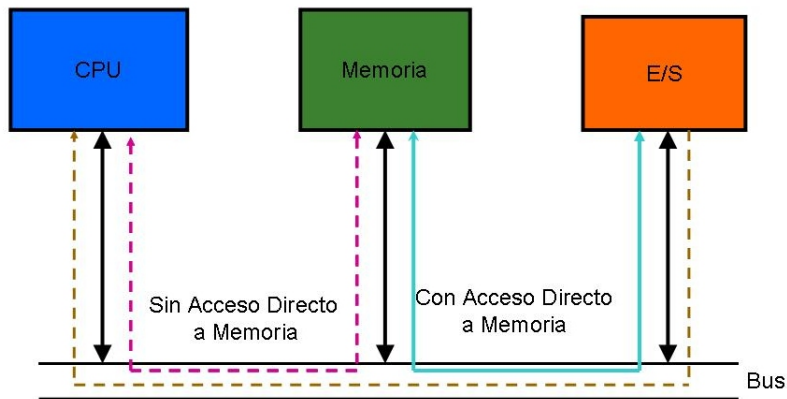 CPU
Memoria
E/S
Sin Acceso Directo
a Memoria
Con Acceso Directo
a Memoria
Bus